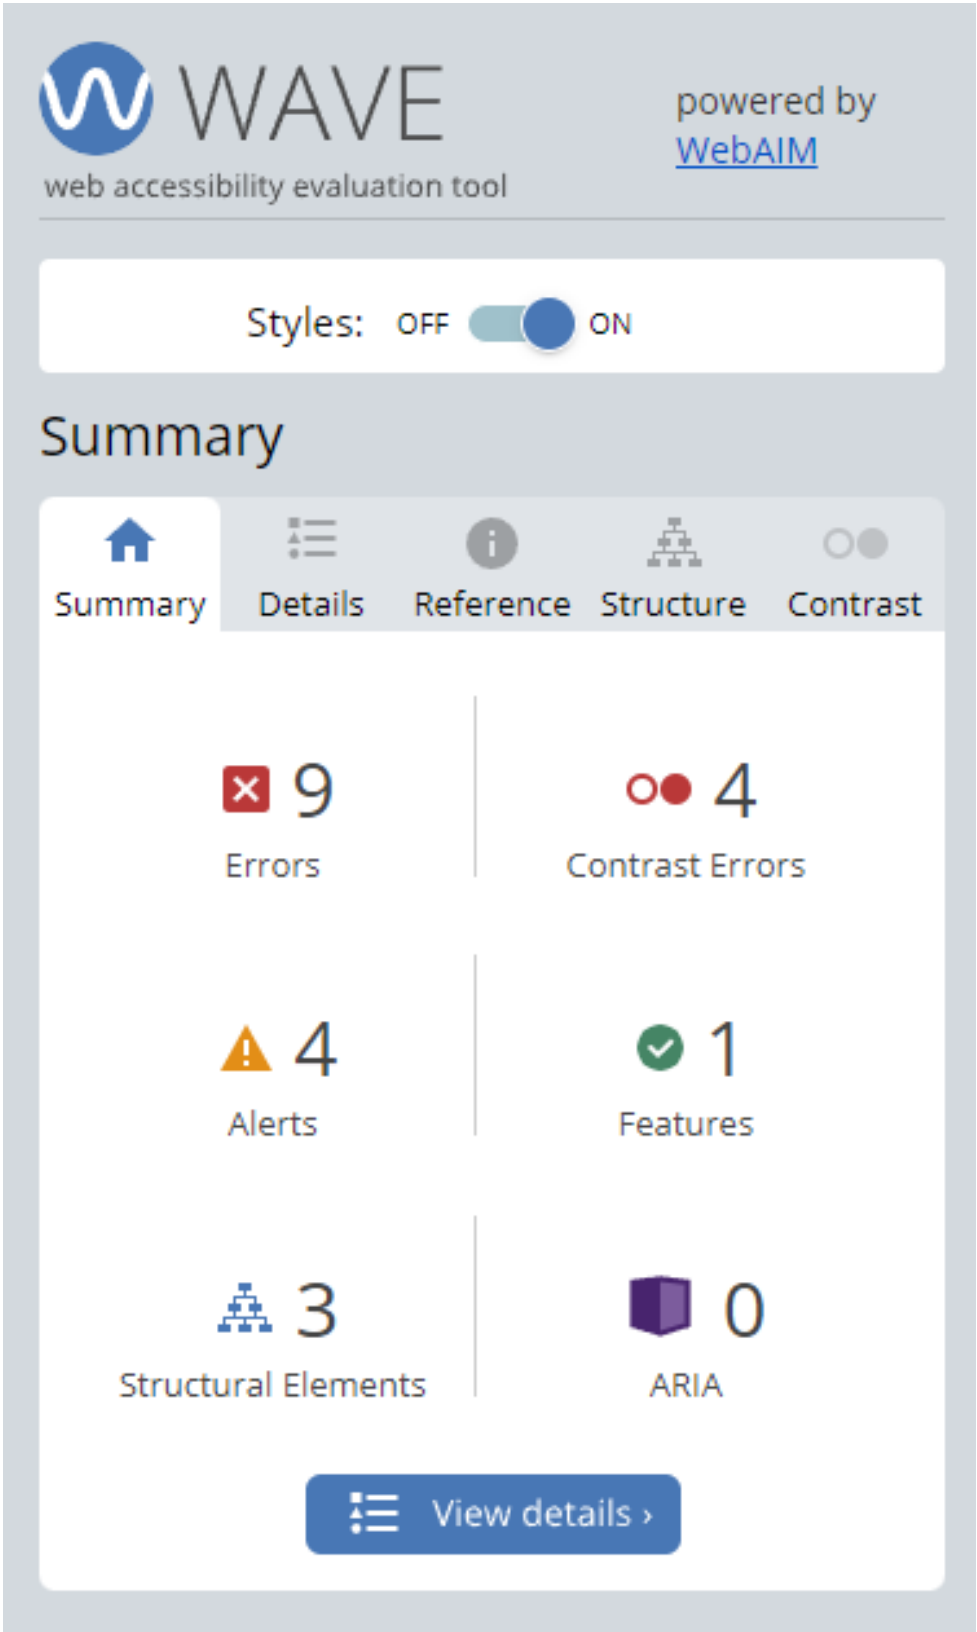 WAVE
web accessibility evaluation tool
powered by
WebAIM
Styles: OFF ON
Summary
Summary Details Reference Structure Contrast
9 4
Errors Contrast Errors
4 1
Alerts Features
3 0
Structural Elements ARIA
View details ›